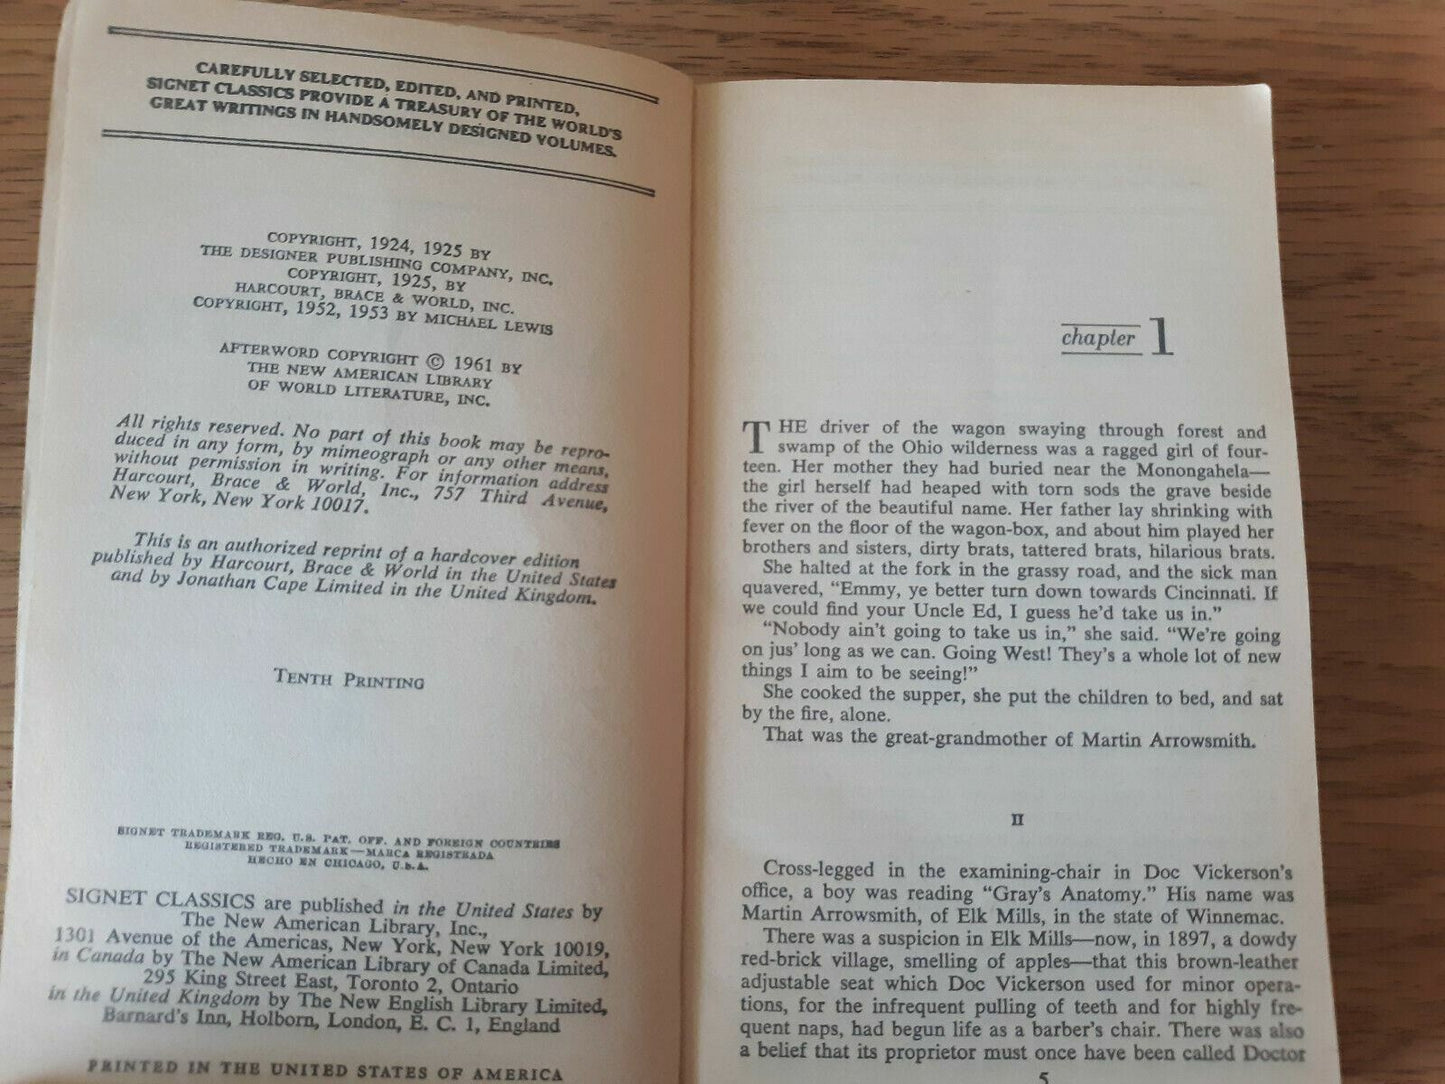 CAREFULLY SELECTED, EDITED, AND PRINTED,
SIGNET CLASSICS PROVIDE A TREASURY OF THE WORLD'S
GREAT WRITINGS IN HANDSOMELY DESIGNED VOLUMES.
COPYRIGHT, 1924, 1925 BY
THE DESIGNER PUBLISHING COMPANY, INC.
COPYRIGHT, 1925, BY
HARCOURT, BRACE & WORLD, INC.
COPYRIGHT, 1952, 1953 BY MICHAEL LEWIS
AFTERWORD COPYRIGHT © 1961 BY
THE NEW AMERICAN LIBRARY
OF WORLD LITERATURE, INC.
All rights reserved. No part of this book may be repro-
duced in any form, by mimeograph or any other means,
without permission in writing. For information address
Harcourt, Brace & World, Inc., 757 Third Avenue,
New York, New York 10017.
This is an authorized reprint of a hardcover edition
published by Harcourt, Brace & World in the United States
and by Jonathan Cape Limited in the United Kingdom.
TENTH PRINTING
SIGNET TRADEMARK REG. U.S. PAT. OFF. AND FOREIGN COUNTRIES
REGISTERED TRADEMARK—MARCA REGISTRADA
HECHO EN CHICAGO, U.S.A.
SIGNET CLASSICS are published in the United States by
The New American Library, Inc.,
1301 Avenue of the Americas, New York, New York 10019,
in Canada by The New American Library of Canada Limited,
295 King Street East, Toronto 2, Ontario
in the United Kingdom by The New English Library Limited,
Barnard's Inn, Holborn, London, E. C. 1, England
PRINTED IN THE UNITED STATES OF AMERICA
chapter 1
THE driver of the wagon swaying through forest and
swamp of the Ohio wilderness was a ragged girl of four-
teen. Her mother they had buried near the Monongahela—
the girl herself had heaped with torn sods the grave beside
the river of the beautiful name. Her father lay shrinking with
fever on the floor of the wagon-box, and about him played her
brothers and sisters, dirty brats, tattered brats, hilarious brats.
She halted at the fork in the grassy road, and the sick man
quavered, "Emmy, ye better turn down towards Cincinnati. If
we could find your Uncle Ed, I guess he'd take us in."
"Nobody ain't going to take us in," she said. "We're going
on jus' long as we can. Going West! They's a whole lot of new
things I aim to be seeing!"
She cooked the supper, she put the children to bed, and sat
by the fire, alone.
That was the great-grandmother of Martin Arrowsmith.
II
Cross-legged in the examining-chair in Doc Vickerson's
office, a boy was reading "Gray's Anatomy." His name was
Martin Arrowsmith, of Elk Mills, in the state of Winnemac.
There was a suspicion in Elk Mills—now, in 1897, a dowdy
red-brick village, smelling of apples—that this brown-leather
adjustable seat which Doc Vickerson used for minor opera-
tions, for the infrequent pulling of teeth and for highly fre-
quent naps, had begun life as a barber's chair. There was also
a belief that its proprietor must once have been called Doctor
5